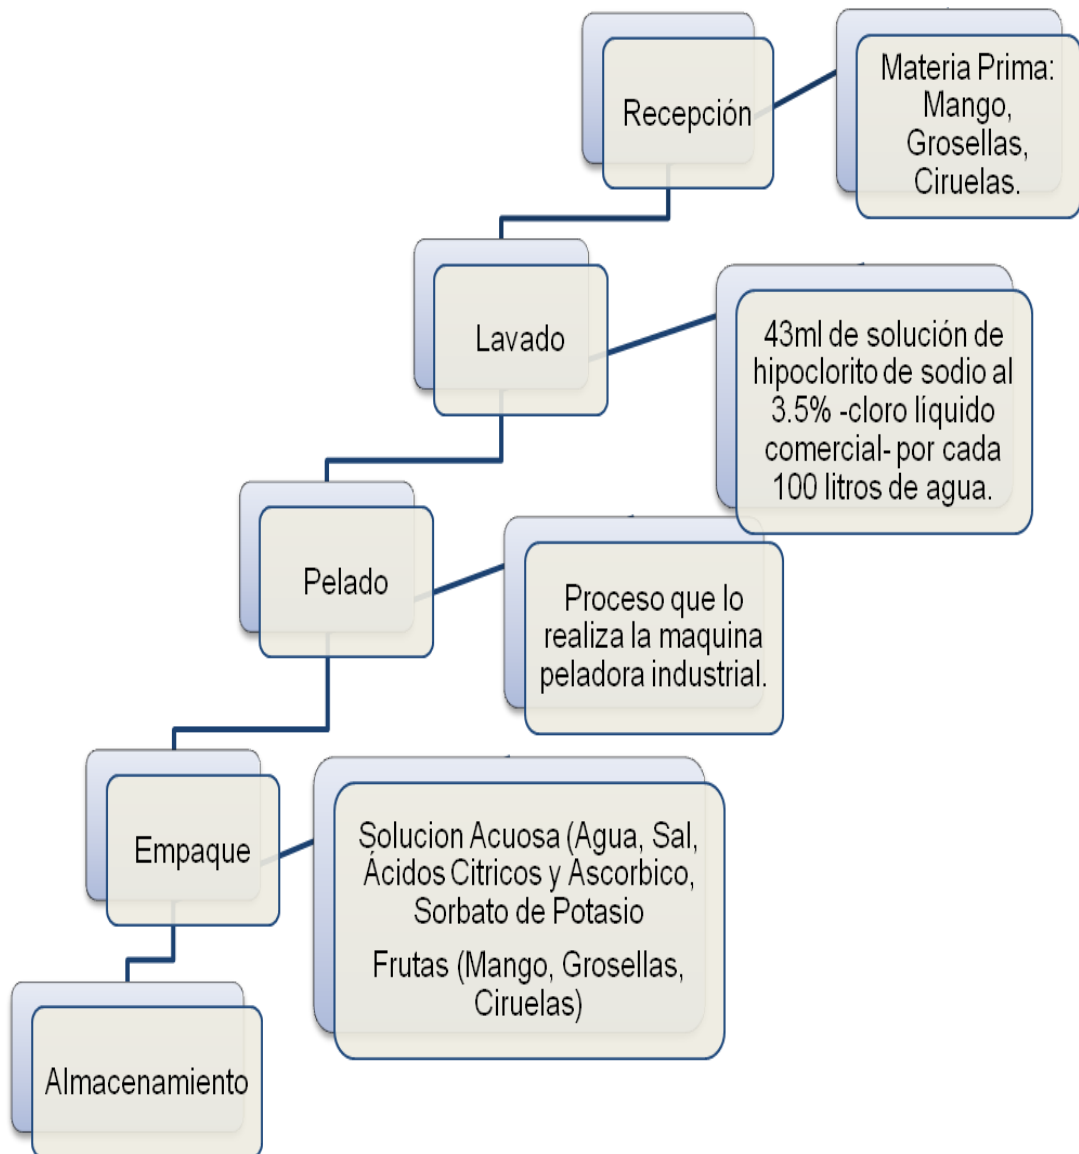 Recepción
Materia Prima:
Mango,
Grosellas,
Ciruelas.
Lavado
43ml de solución de
hipoclorito de sodio al
3.5% -cloro líquido
comercial- por cada
100 litros de agua.
Pelado
Proceso que lo
realiza la maquina
peladora industrial.
Empaque
Solucion Acuosa (Agua, Sal,
Ácidos Citricos y Ascorbico,
Sorbato de Potasio
Frutas (Mango, Grosellas,
Ciruelas)
Almacenamiento